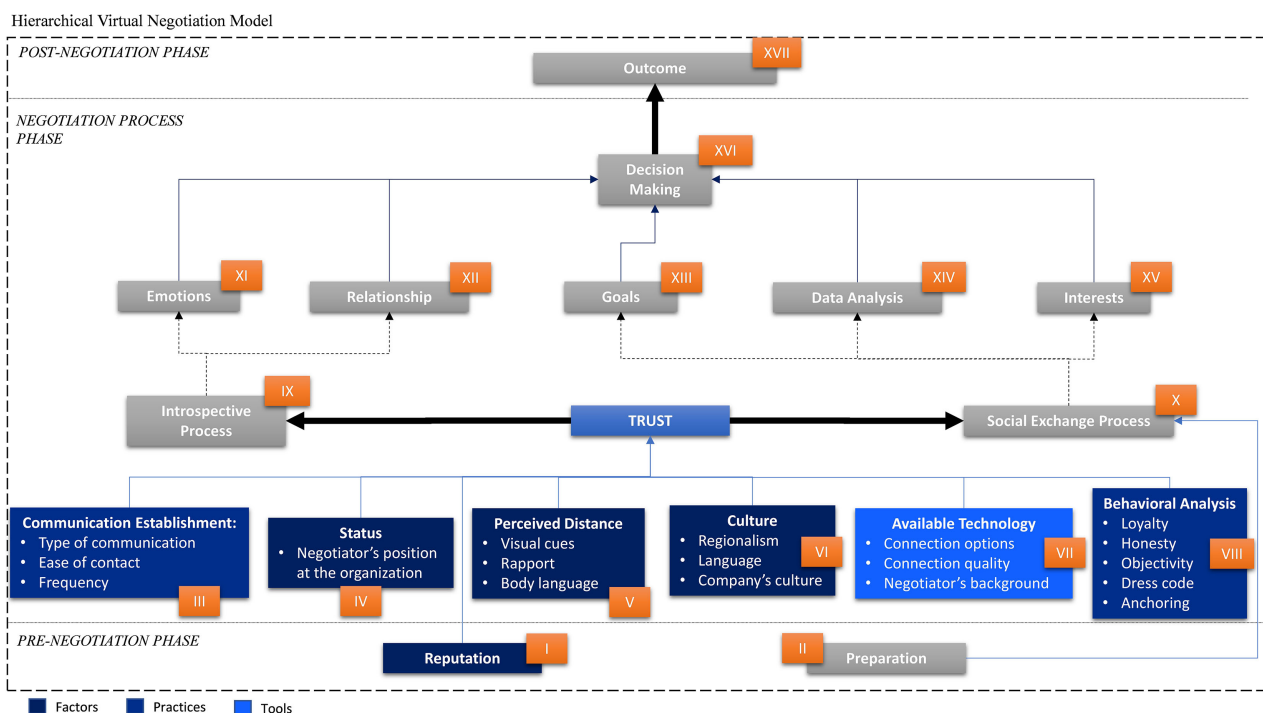 Hierarchical Virtual Negotiation Model
POST-NEGOTIATION PHASE
XVII
Outcome
NEGOTIATION PROCESS
PHASE
XVI
Decision
Making
XI
Emotions
XII
Relationship
XIII
Goals
XIV
Data Analysis
XV
Interests
IX
Introspective
Process
TRUST
X
Social Exchange Process
Communication Establishment:
• Type of communication
• Ease of contact
• Frequency
III
Status
• Negotiator's position
at the organization
IV
Perceived Distance
• Visual cues
• Rapport
• Body language
V
Culture
• Regionalism
• Language
• Company's culture
VI
Available Technology
• Connection options
• Connection quality
• Negotiator's background
VII
Behavioral Analysis
• Loyalty
• Honesty
• Objectivity
• Dress code
• Anchoring
VIII
PRE-NEGOTIATION PHASE
I
Reputation
II
Preparation
Factors
Practices
Tools